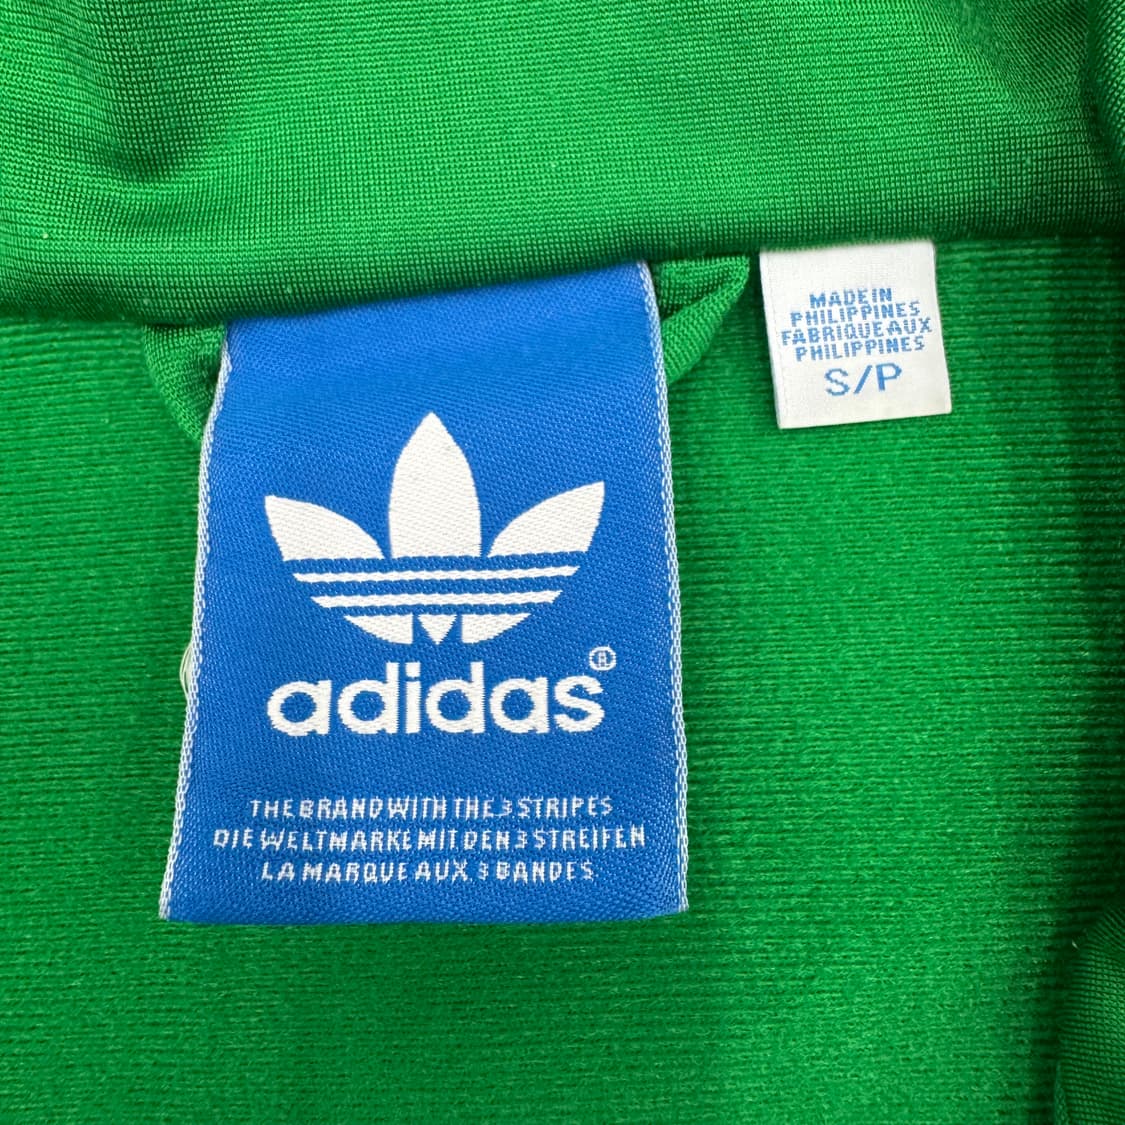 MADE IN
PHILIPPINES
FABRIQUE AUX
PHILIPPINES
S/P
adidas®
THE BRAND WITH THE 3 STRIPES
DIE WELTMARKE MIT DEN 3 STREIFEN
LA MARQUE AUX 3 BANDES